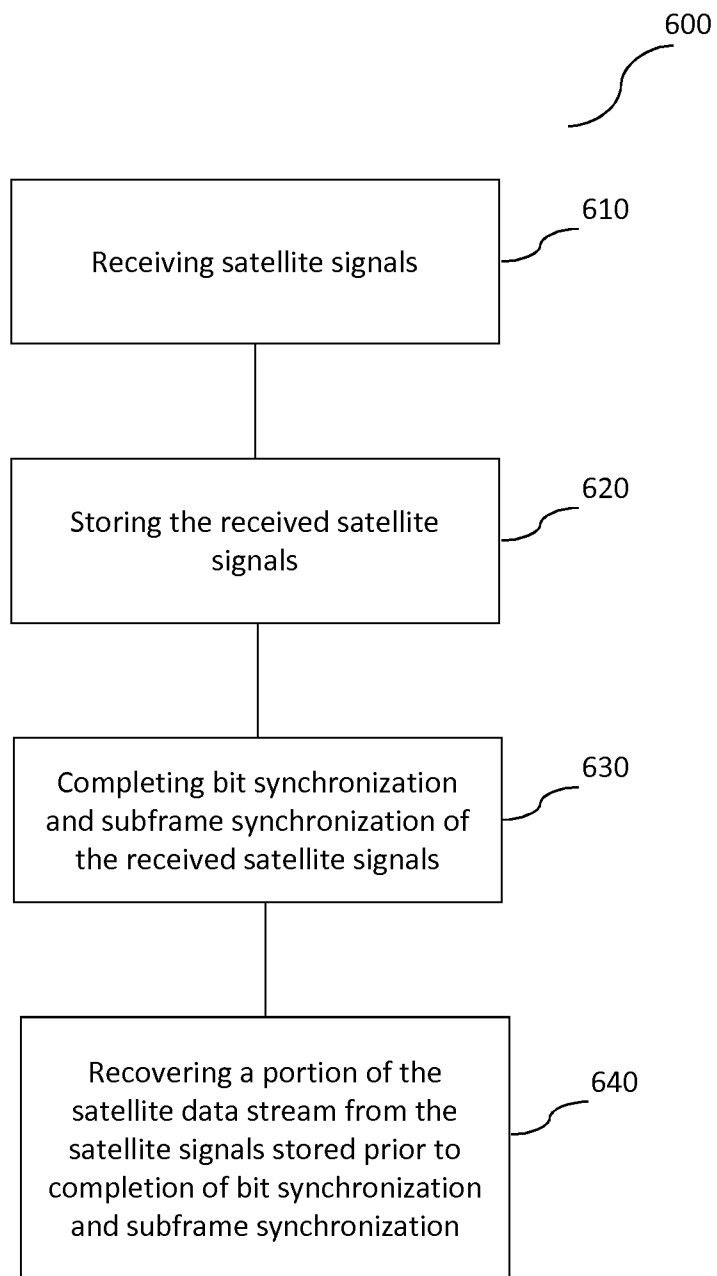 600
610
Receiving satellite signals
620
Storing the received satellite
signals
630
Completing bit synchronization
and subframe synchronization of
the received satellite signals
640
Recovering a portion of the
satellite data stream from the
satellite signals stored prior to
completion of bit synchronization
and subframe synchronization